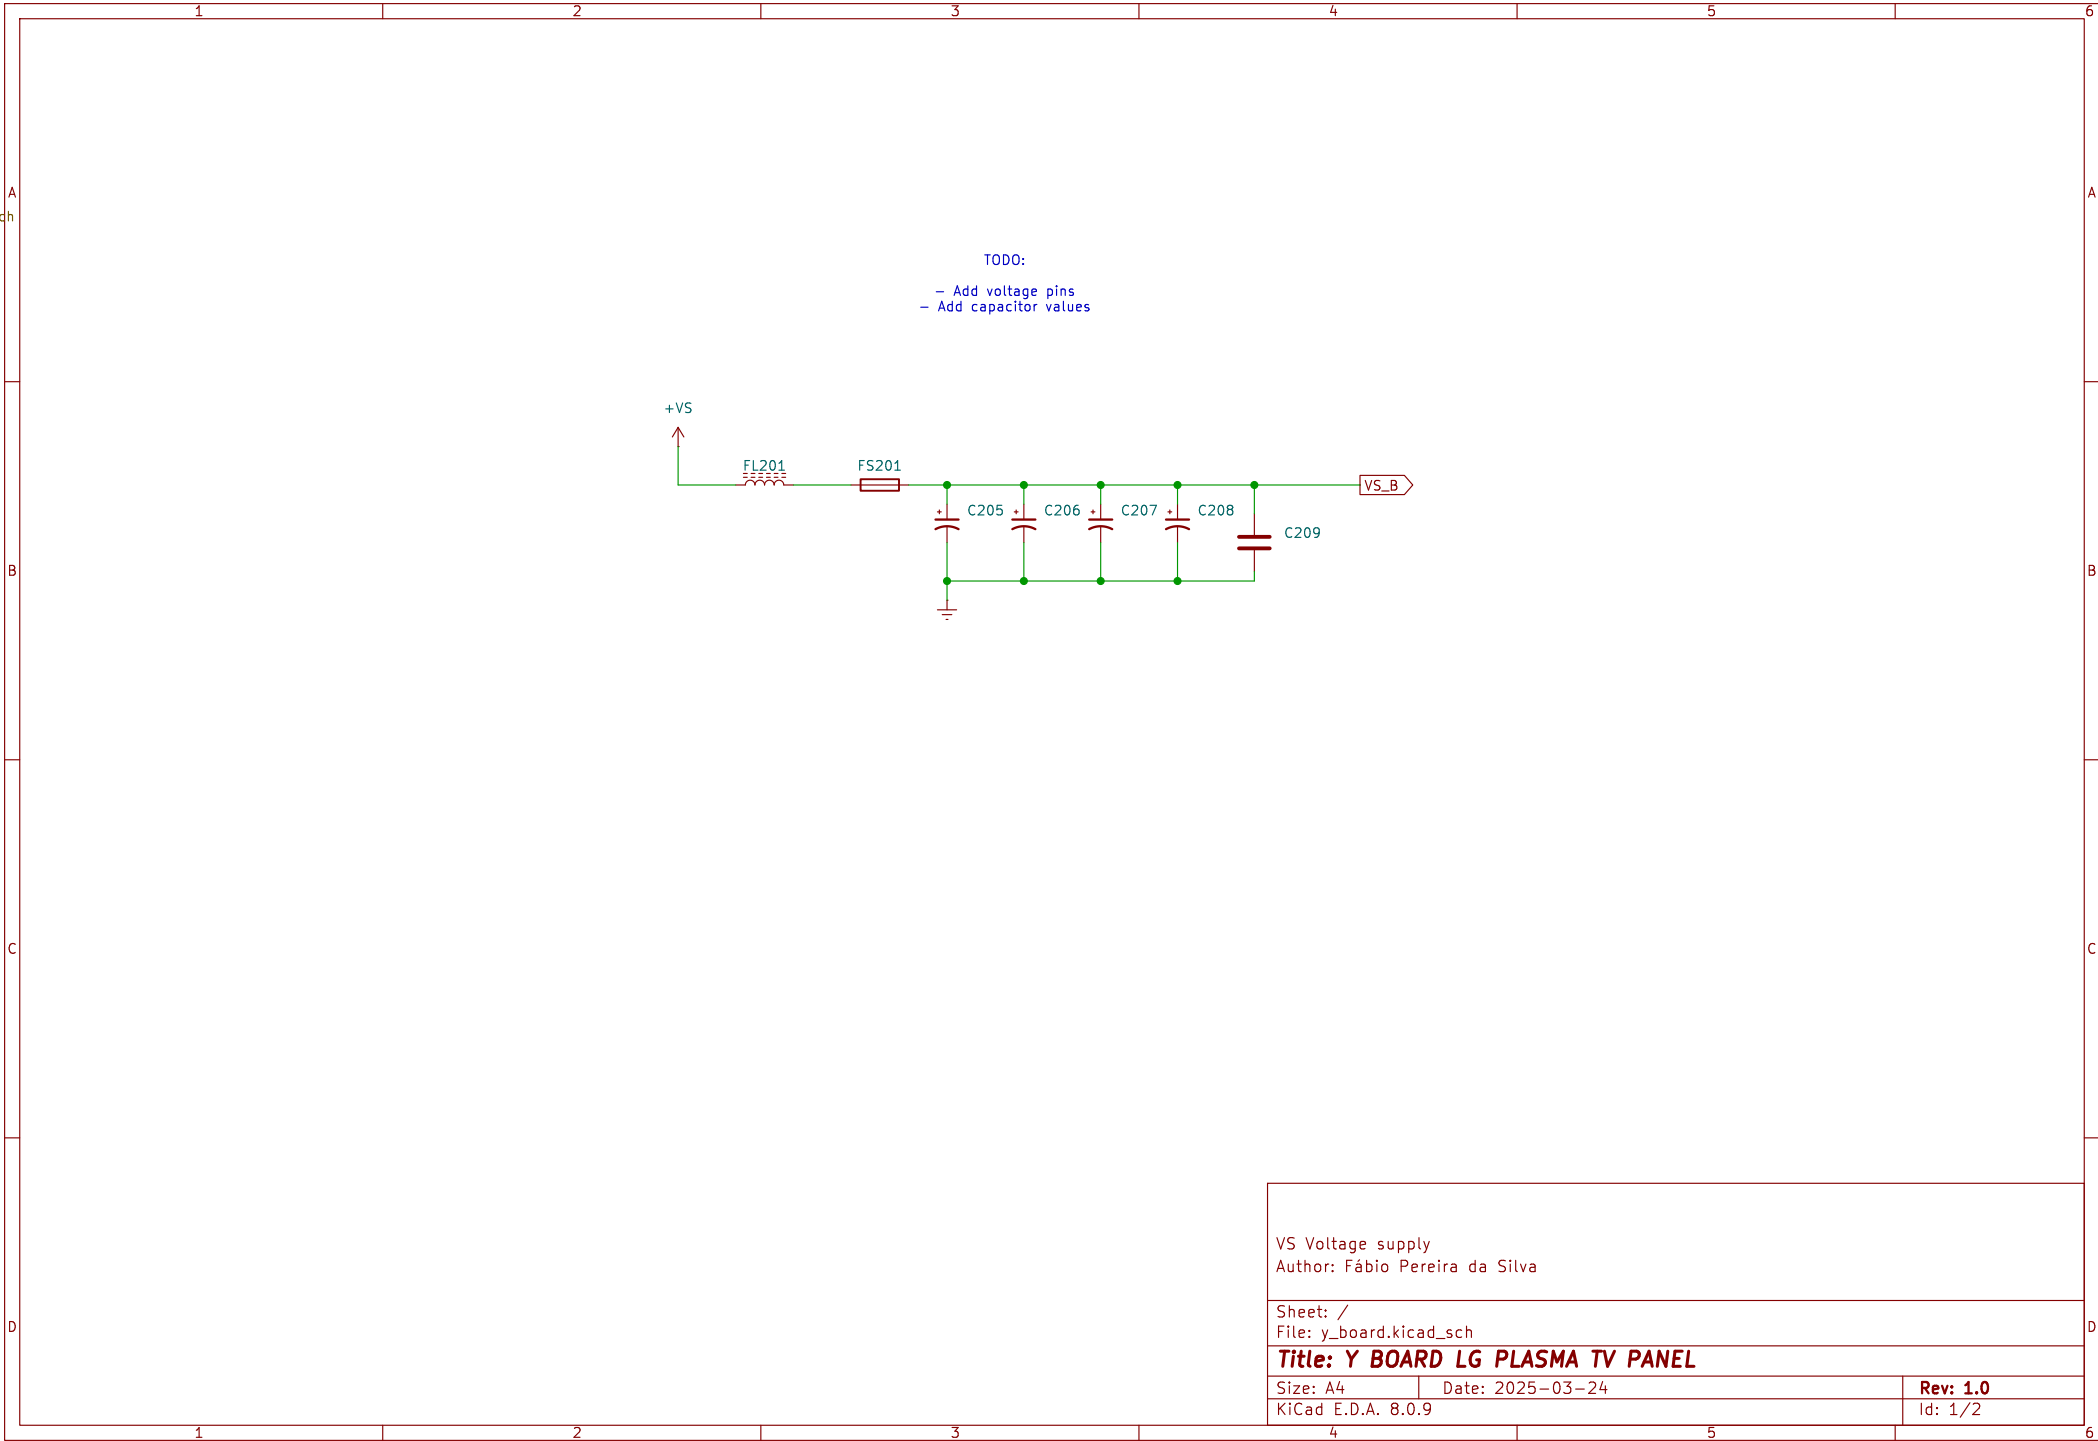 1 2 3 4 5 6
A A
ch
TODO:
- Add voltage pins
- Add capacitor values
+VS
FL201 FS201
VS_B
+ C205 + C206 + C207 + C208
C209
B B
C C
VS Voltage supply
Author: Fábio Pereira da Silva
Sheet: /
File: y_board.kicad_sch
D D
Title: Y BOARD LG PLASMA TV PANEL
Size: A4 Date: 2025-03-24 Rev: 1.0
KiCad E.D.A. 8.0.9 Id: 1/2
1 2 3 4 5 6